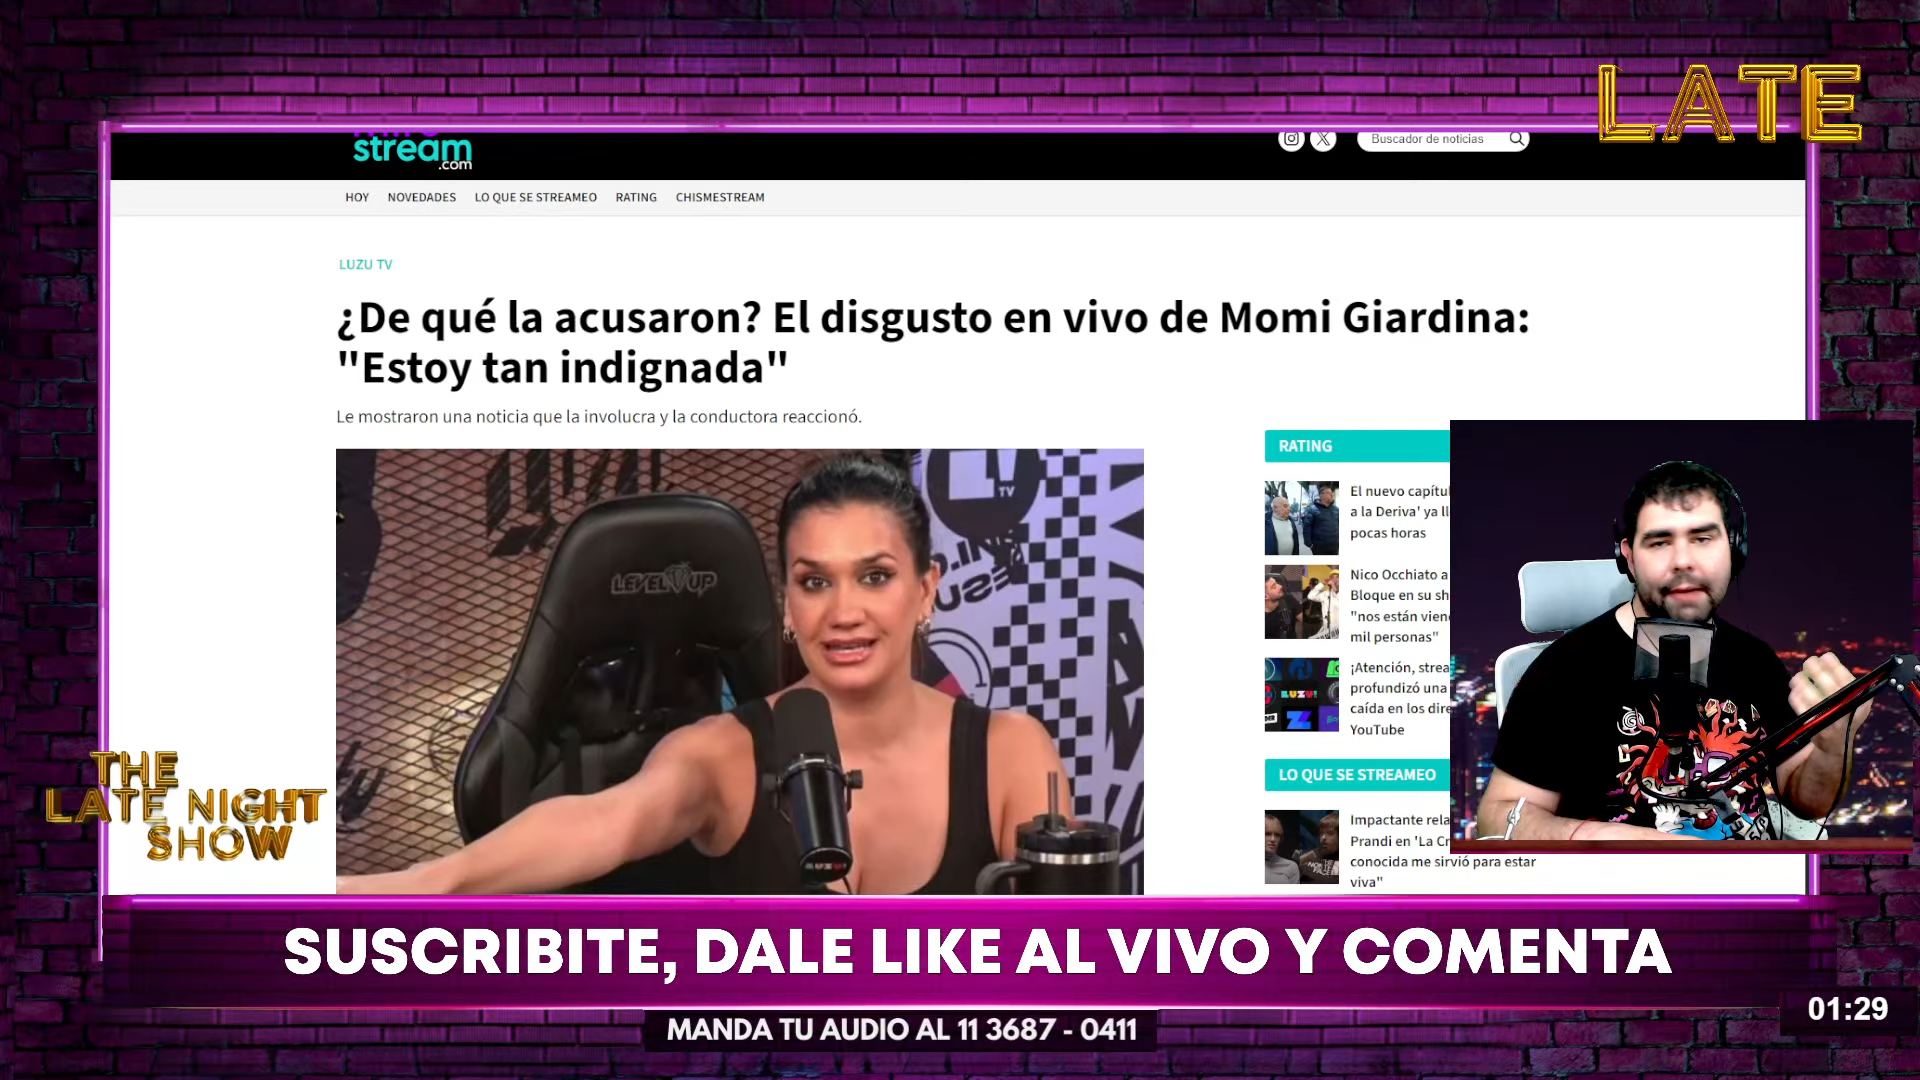 LATE
stream
.com
Buscador de noticias
HOY NOVEDADES LO QUE SE STREAMEO RATING CHISMESTREAM
LUZU TV
¿De qué la acusaron? El disgusto en vivo de Momi Giardina:
"Estoy tan indignada"
Le mostraron una noticia que la involucra y la conductora reaccionó.
LEVEL UP
TV
RATING
El nuevo capítul
a la Deriva' ya ll
pocas horas
Nico Occhiato a
Bloque en su sh
"nos están vien
mil personas"
¡Atención, strea
profundizó una
caída en los dire
YouTube
LO QUE SE STREAMEO
Impactante rela
Prandi en 'La Cr
conocida me sirvió para estar
viva"
THE
LATE NIGHT
SHOW
SUSCRIBITE, DALE LIKE AL VIVO Y COMENTA
MANDA TU AUDIO AL 11 3687 - 0411
01:29